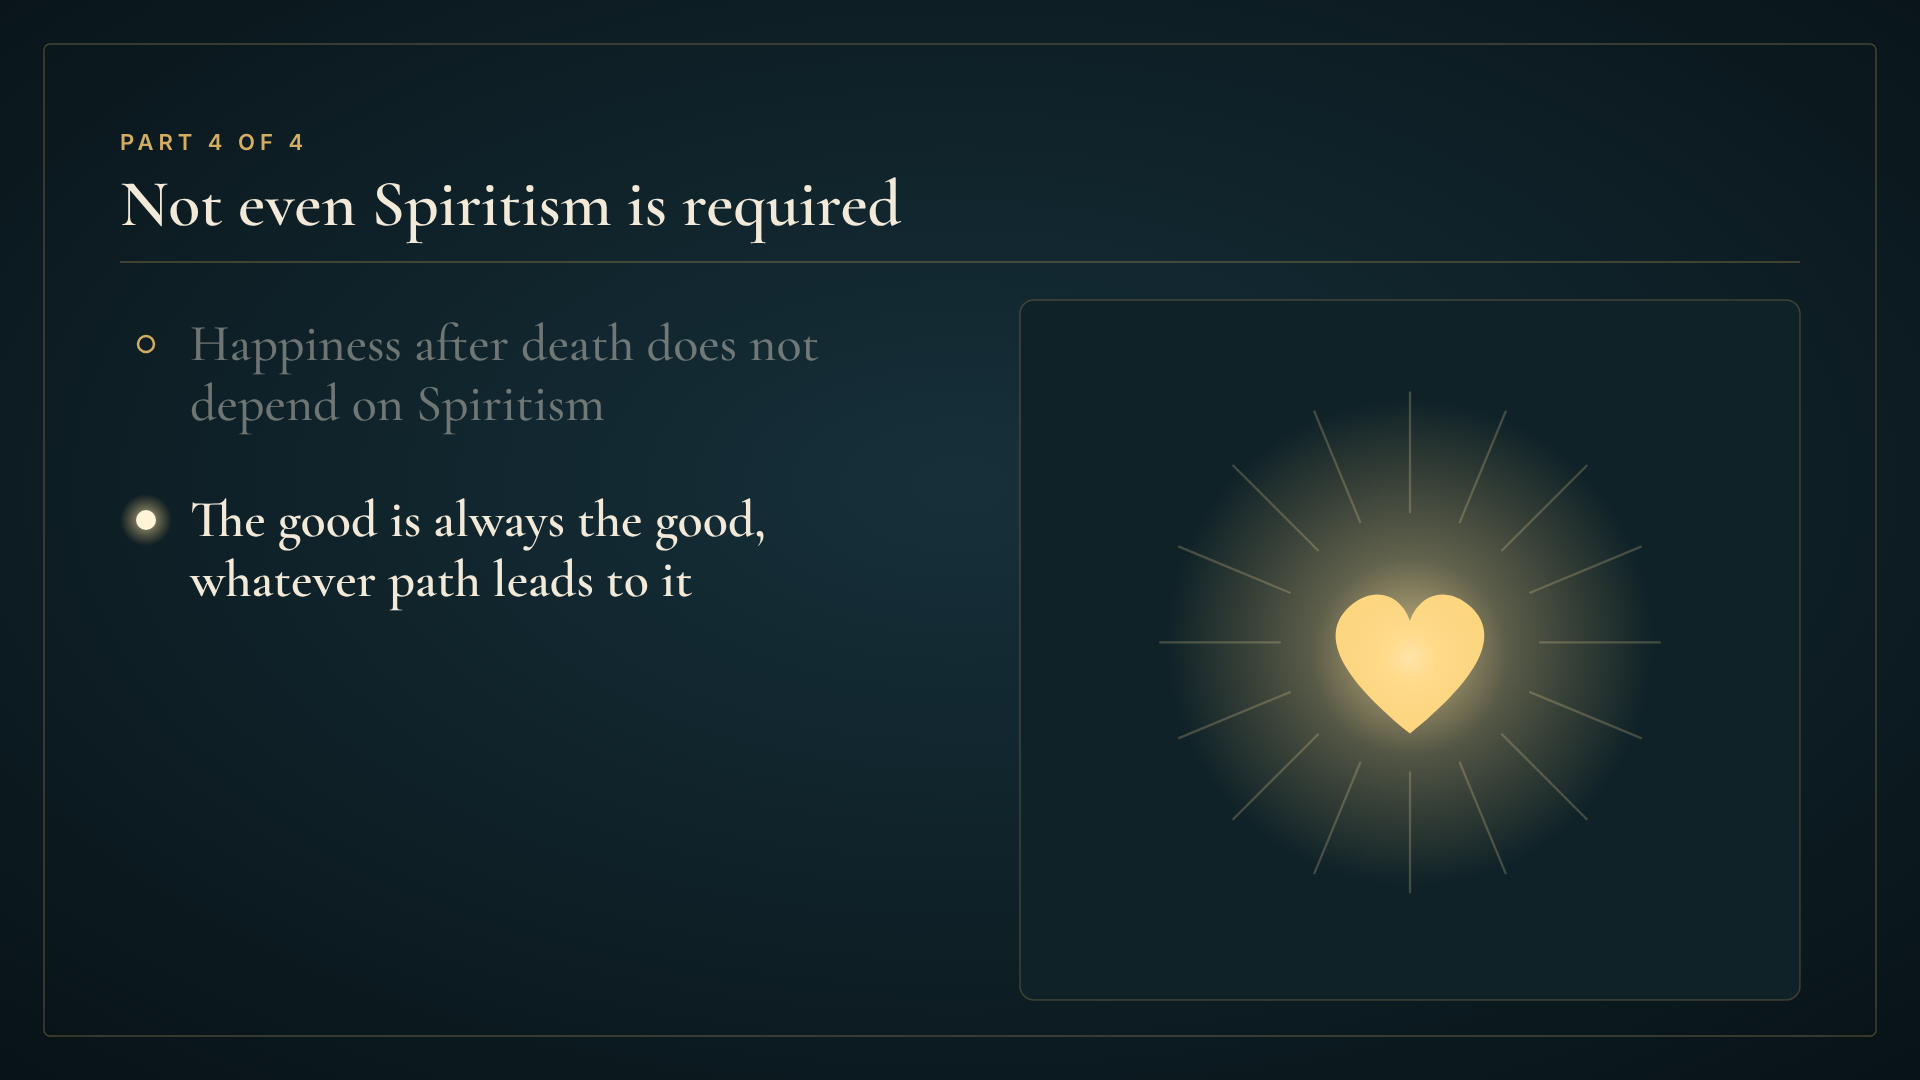 PART 4 OF 4
Not even Spiritism is required
Happiness after death does not
depend on Spiritism
The good is always the good,
whatever path leads to it